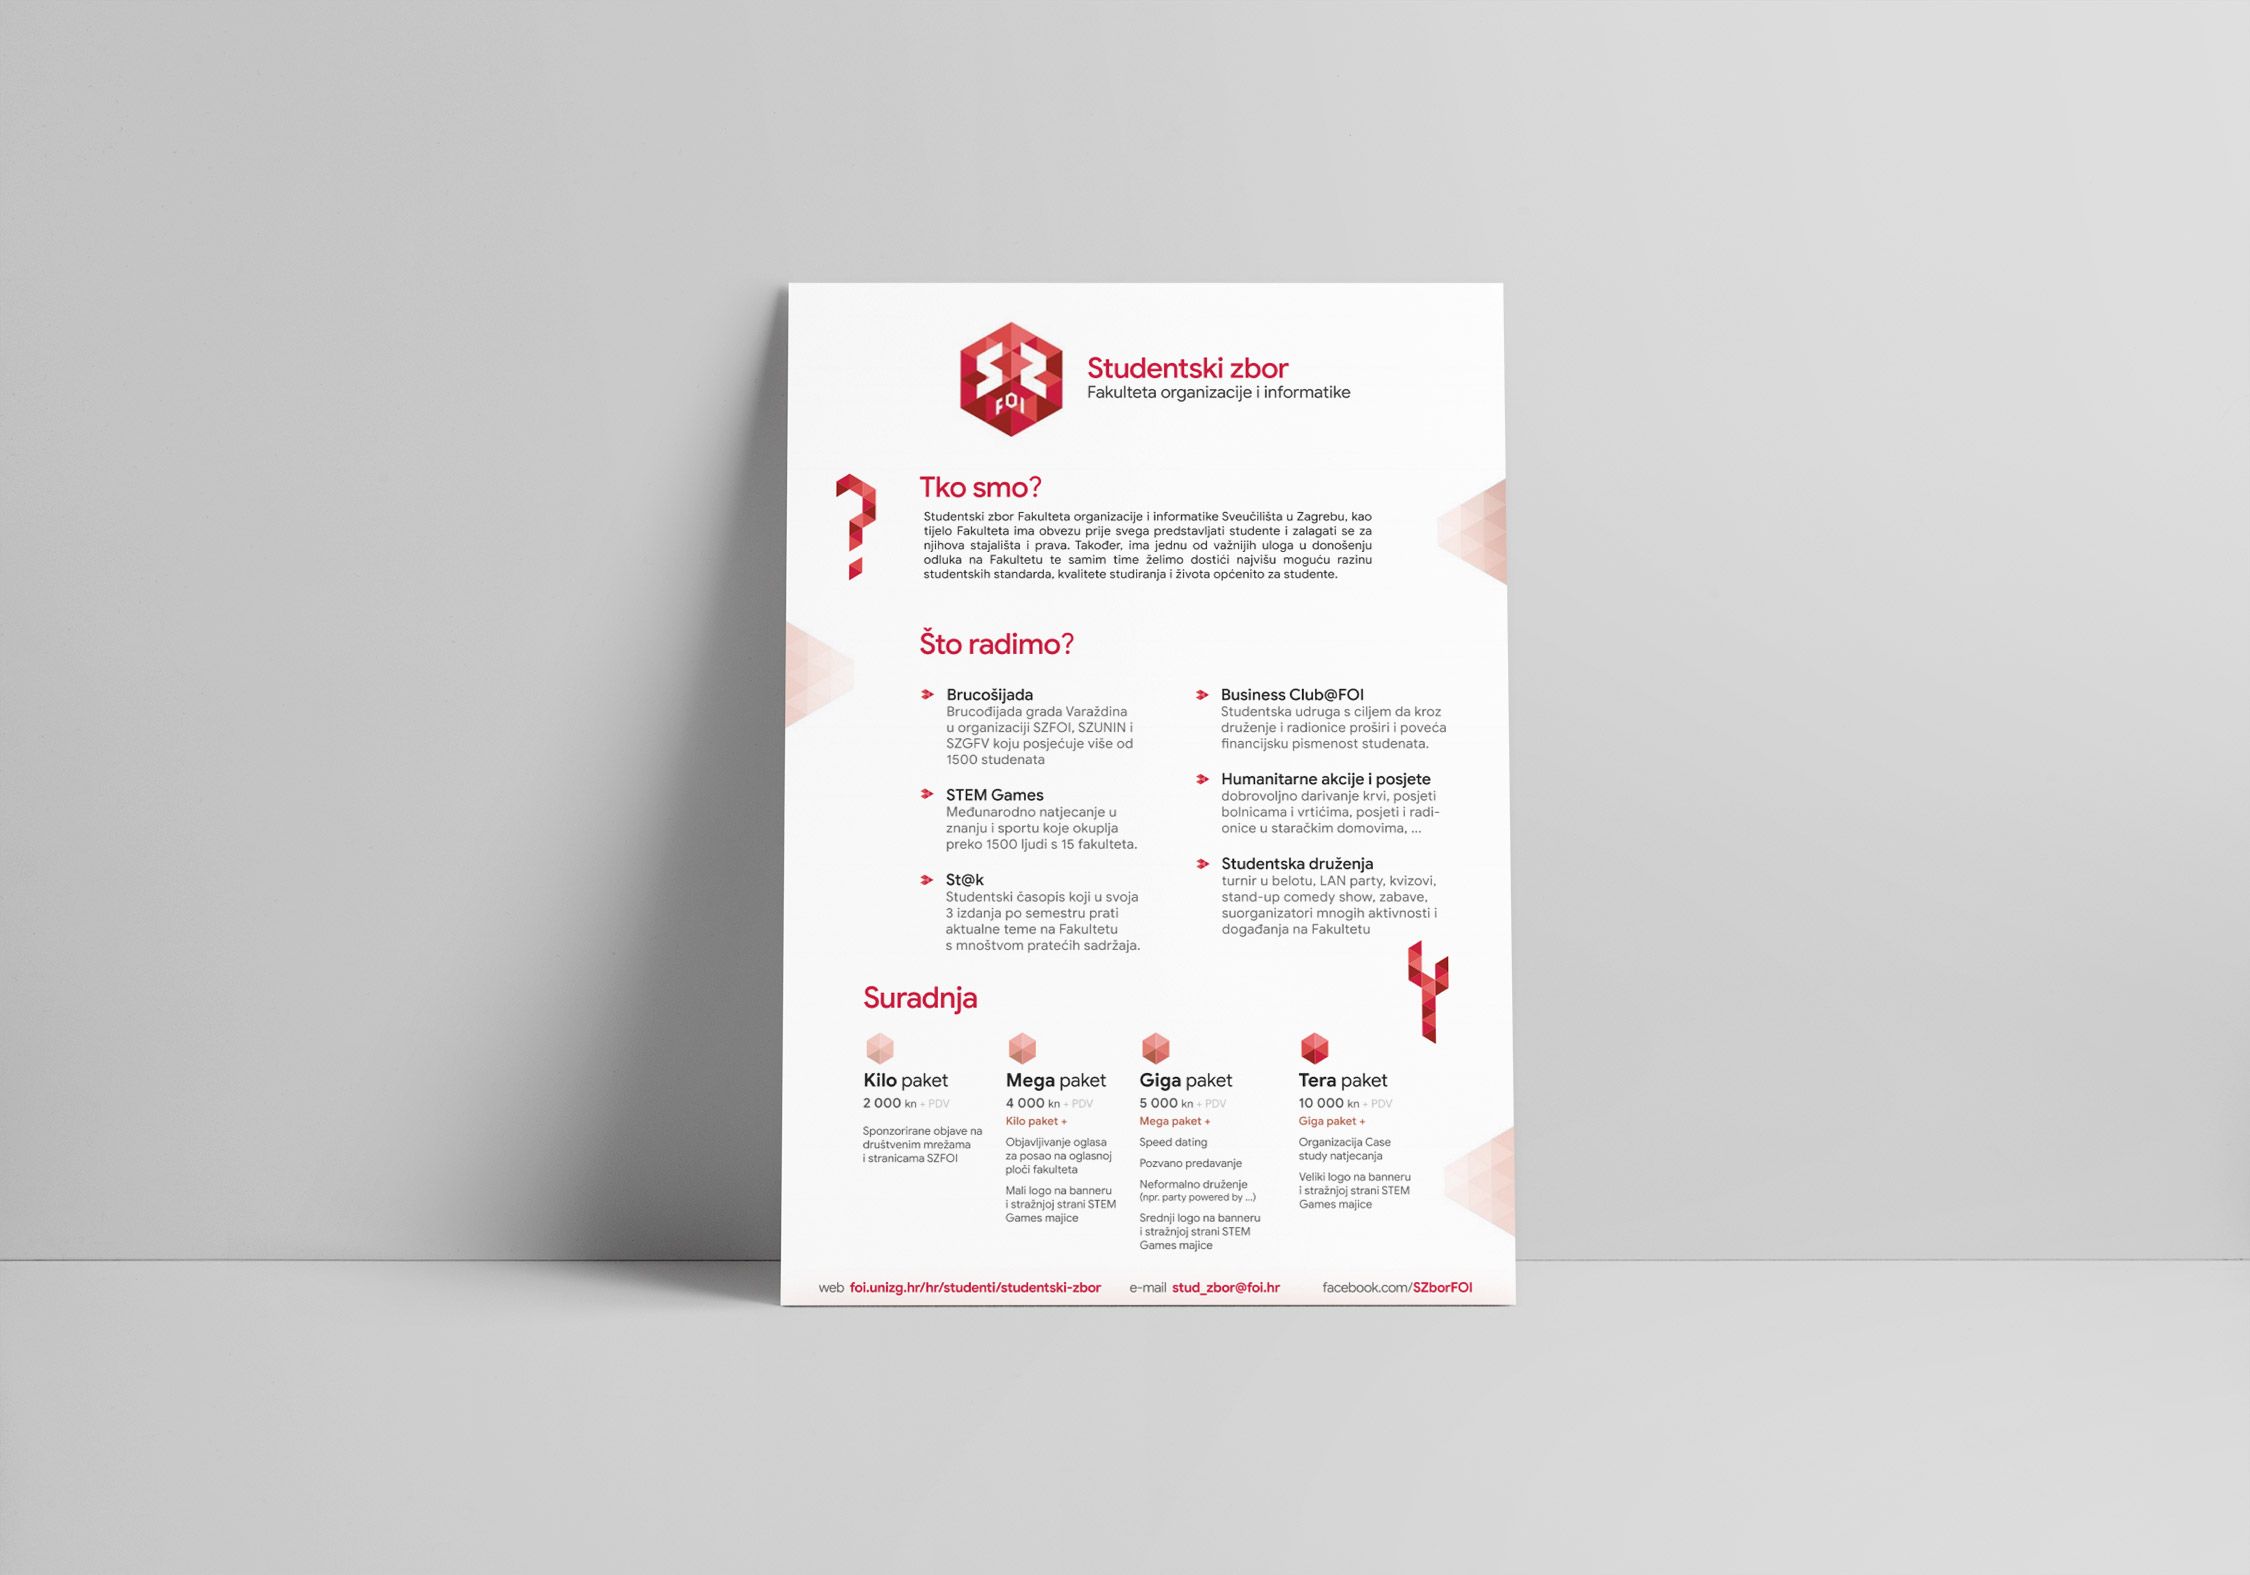 SZ
FOI
Studentski zbor
Fakulteta organizacije i informatike
Tko smo?
Studentski zbor Fakulteta organizacije i informatike Sveučilišta u Zagrebu, kao
tijelo Fakulteta ima obvezu prije svega predstavljati studente i zalagati se za
njihova stajališta i prava. Također, ima jednu od važnijih uloga u donošenju
odluka na Fakultetu te samim time želimo dostići najvišu moguću razinu
studentskih standarda, kvalitete studiranja i života općenito za studente.
Što radimo?
Brucošijada
Brucođijada grada Varaždina
u organizaciji SZFOI, SZUNIN i
SZGFV koju posjećuje više od
1500 studenata
STEM Games
Međunarodno natjecanje u
znanju i sportu koje okuplja
preko 1500 ljudi s 15 fakulteta.
St@k
Studentski časopis koji u svoja
3 izdanja po semestru prati
aktualne teme na Fakultetu
s mnoštvom pratećih sadržaja.
Business Club@FOI
Studentska udruga s ciljem da kroz
druženje i radionice proširi i poveća
financijsku pismenost studenata.
Humanitarne akcije i posjete
dobrovoljno darivanje krvi, posjeti
bolnicama i vrtićima, posjeti i radi-
onice u staračkim domovima, ...
Studentska druženja
turnir u belotu, LAN party, kvizovi,
stand-up comedy show, zabave,
suorganizatori mnogih aktivnosti i
događanja na Fakultetu
Suradnja
Kilo paket
2 000 kn + PDV
Sponzorirane objave na
društvenim mrežama
i stranicama SZFOI
Mega paket
4 000 kn + PDV
Kilo paket +
Objavljivanje oglasa
za posao na oglasnoj
ploči fakulteta
Mali logo na banneru
i stražnjoj strani STEM
Games majice
Giga paket
5 000 kn + PDV
Mega paket +
Speed dating
Pozvano predavanje
Neformalno druženje
(npr. party powered by ...)
Srednji logo na banneru
i stražnjoj strani STEM
Games majice
Tera paket
10 000 kn + PDV
Giga paket +
Organizacija Case
study natjecanja
Veliki logo na banneru
i stražnjoj strani STEM
Games majice
web foi.unizg.hr/hr/studenti/studentski-zbor e-mail stud_zbor@foi.hr facebook.com/SZborFOI